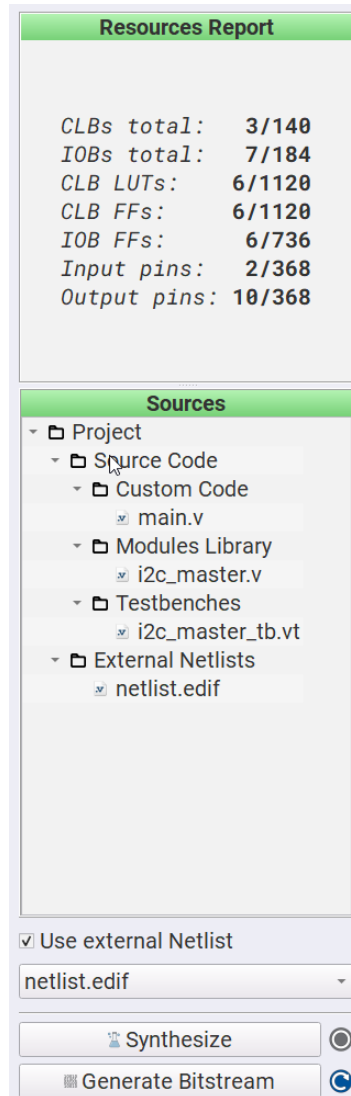 Resources Report
CLBs total: 3/140
IOBs total: 7/184
CLB LUTs: 6/1120
CLB FFs: 6/1120
IOB FFs: 6/736
Input pins: 2/368
Output pins: 10/368
Sources
Project
Source Code
Custom Code
main.v
Modules Library
i2c_master.v
Testbenches
i2c_master_tb.vt
External Netlists
netlist.edif
Use external Netlist
netlist.edif
Synthesize
Generate Bitstream